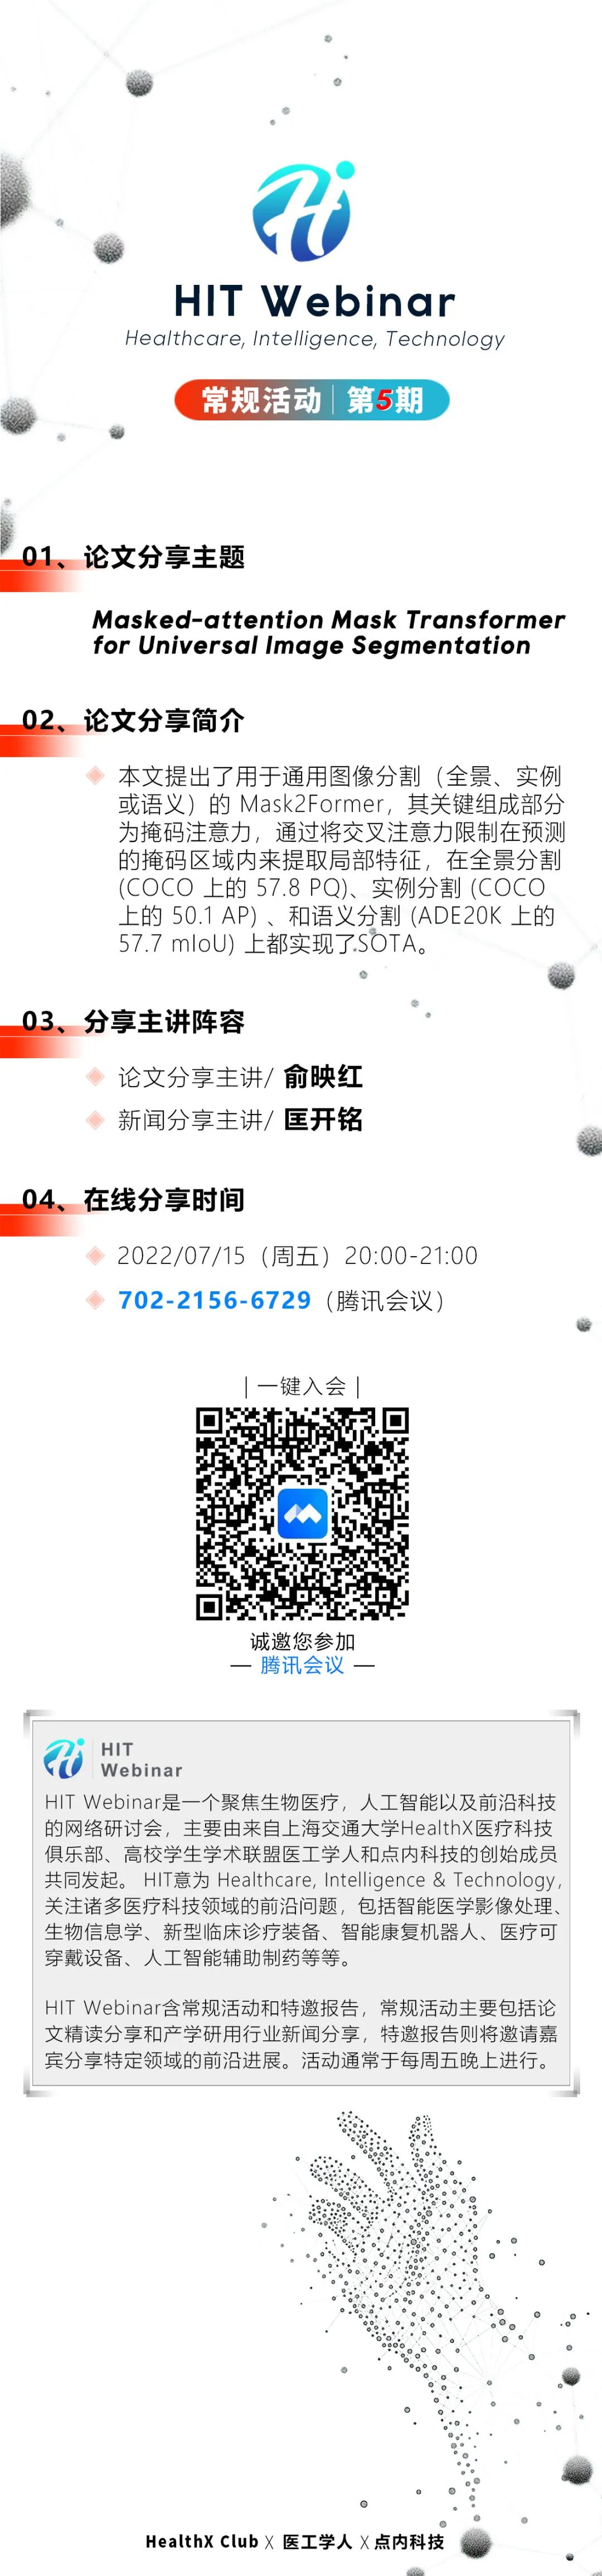 HIT Webinar
Healthcare, Intelligence, Technology
常规活动 | 第5期
01、论文分享主题
Masked-attention Mask Transformer
for Universal Image Segmentation
02、论文分享简介
本文提出了用于通用图像分割（全景、实例
或语义）的 Mask2Former，其关键组成部分
为掩码注意力，通过将交叉注意力限制在预测
的掩码区域内来提取局部特征，在全景分割
(COCO 上的 57.8 PQ)、实例分割 (COCO
上的 50.1 AP) 、和语义分割 (ADE20K 上的
57.7 mIoU) 上都实现了SOTA。
03、分享主讲阵容
论文分享主讲/ 俞映红
新闻分享主讲/ 匡开铭
04、在线分享时间
2022/07/15（周五）20:00-21:00
702-2156-6729（腾讯会议）
| 一键入会 |
诚邀您参加
— 腾讯会议 —
HIT
Webinar
HIT Webinar是一个聚焦生物医疗，人工智能以及前沿科技
的网络研讨会，主要由来自上海交通大学HealthX医疗科技
俱乐部、高校学生学术联盟医工学人和点内科技的创始成员
共同发起。 HIT意为 Healthcare, Intelligence & Technology，
关注诸多医疗科技领域的前沿问题，包括智能医学影像处理、
生物信息学、新型临床诊疗装备、智能康复机器人、医疗可
穿戴设备、人工智能辅助制药等等。
HIT Webinar含常规活动和特邀报告，常规活动主要包括论
文精读分享和产学研用行业新闻分享，特邀报告则将邀请嘉
宾分享特定领域的前沿进展。活动通常于每周五晚上进行。
HealthX Club X 医工学人 X 点内科技